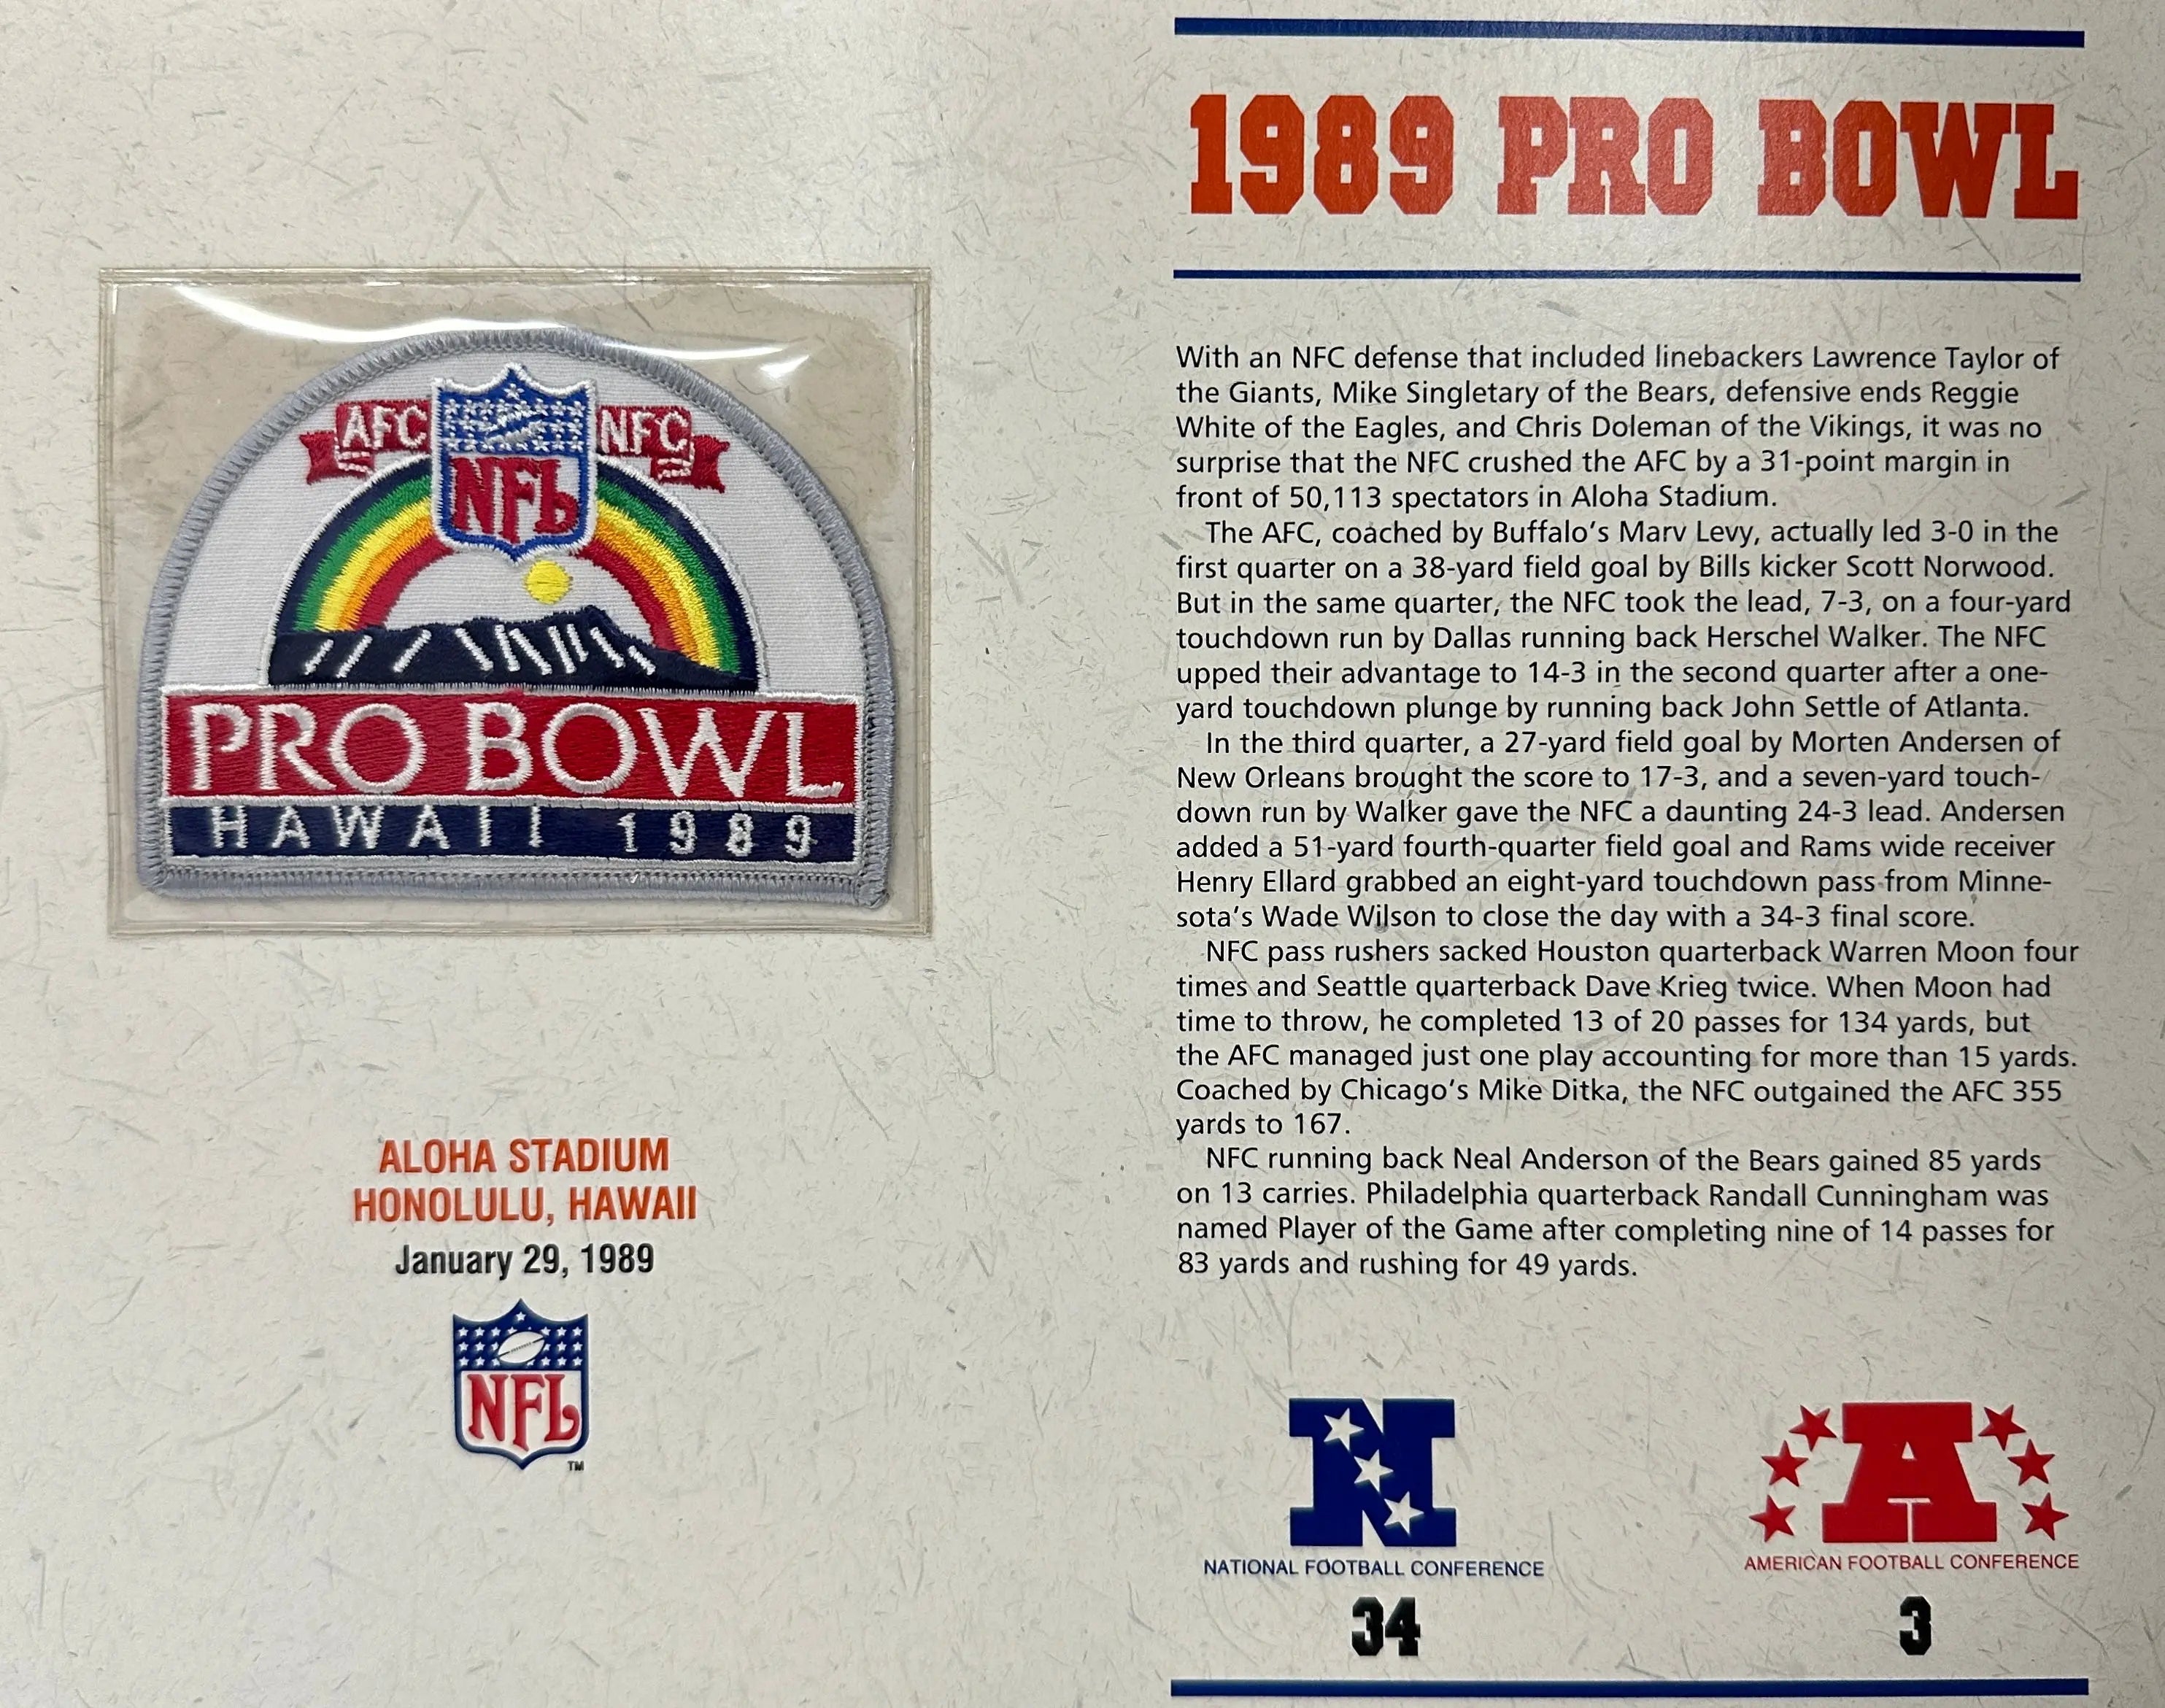 AFC
NFC
NFL
PRO BOWL
HAWAII 1989
ALOHA STADIUM
HONOLULU, HAWAII
January 29, 1989
NFL
TM
1989 PRO BOWL
With an NFC defense that included linebackers Lawrence Taylor of
the Giants, Mike Singletary of the Bears, defensive ends Reggie
White of the Eagles, and Chris Doleman of the Vikings, it was no
surprise that the NFC crushed the AFC by a 31-point margin in
front of 50,113 spectators in Aloha Stadium.
The AFC, coached by Buffalo's Marv Levy, actually led 3-0 in the
first quarter on a 38-yard field goal by Bills kicker Scott Norwood.
But in the same quarter, the NFC took the lead, 7-3, on a four-yard
touchdown run by Dallas running back Herschel Walker. The NFC
upped their advantage to 14-3 in the second quarter after a one-
yard touchdown plunge by running back John Settle of Atlanta.
In the third quarter, a 27-yard field goal by Morten Andersen of
New Orleans brought the score to 17-3, and a seven-yard touch-
down run by Walker gave the NFC a daunting 24-3 lead. Andersen
added a 51-yard fourth-quarter field goal and Rams wide receiver
Henry Ellard grabbed an eight-yard touchdown pass from Minne-
sota's Wade Wilson to close the day with a 34-3 final score.
NFC pass rushers sacked Houston quarterback Warren Moon four
times and Seattle quarterback Dave Krieg twice. When Moon had
time to throw, he completed 13 of 20 passes for 134 yards, but
the AFC managed just one play accounting for more than 15 yards.
Coached by Chicago's Mike Ditka, the NFC outgained the AFC 355
yards to 167.
NFC running back Neal Anderson of the Bears gained 85 yards
on 13 carries. Philadelphia quarterback Randall Cunningham was
named Player of the Game after completing nine of 14 passes for
83 yards and rushing for 49 yards.
N
A
NATIONAL FOOTBALL CONFERENCE
AMERICAN FOOTBALL CONFERENCE
34
3